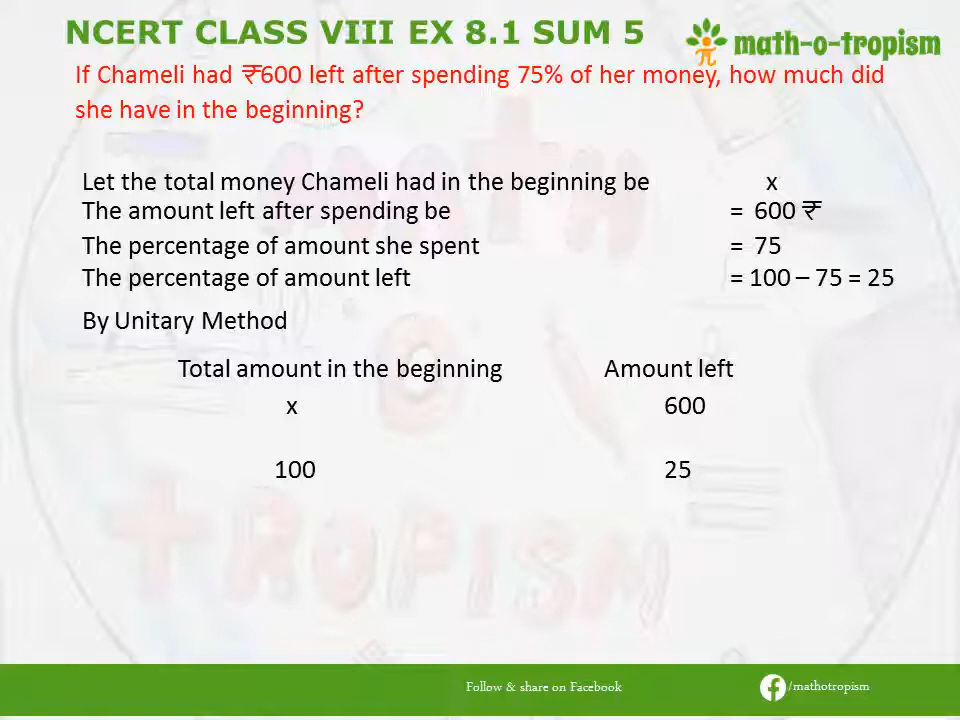 NCERT CLASS VIII EX 8.1 SUM 5
math-o-tropism
If Chameli had ₹600 left after spending 75% of her money, how much did
she have in the beginning?
Let the total money Chameli had in the beginning be x
The amount left after spending be = 600 ₹
The percentage of amount she spent = 75
The percentage of amount left = 100 – 75 = 25
By Unitary Method
Total amount in the beginning Amount left
x 600
100 25
MATH
O
TROPISM
Follow & share on Facebook /mathotropism